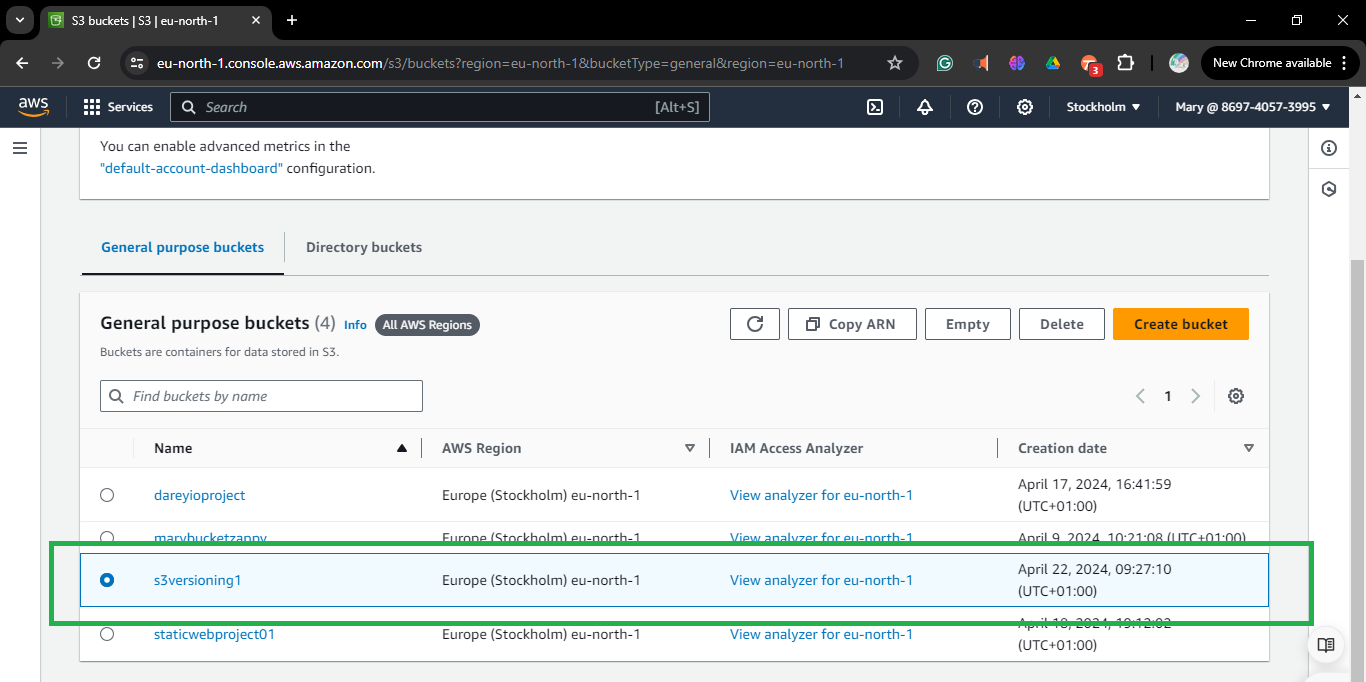 S3 buckets | S3 | eu-north-1
eu-north-1.console.aws.amazon.com/s3/buckets?region=eu-north-1&bucketType=general&region=eu-north-1
3
New Chrome available
aws
Services
Search
[Alt+S]
Stockholm
Mary @ 8697-4057-3995
You can enable advanced metrics in the
"default-account-dashboard" configuration.
General purpose buckets
Directory buckets
General purpose buckets (4) Info All AWS Regions
Buckets are containers for data stored in S3.
Copy ARN
Empty
Delete
Create bucket
Find buckets by name
1
Name AWS Region IAM Access Analyzer Creation date
dareyioproject Europe (Stockholm) eu-north-1 View analyzer for eu-north-1 April 17, 2024, 16:41:59
(UTC+01:00)
marybucketzappy Europe (Stockholm) eu-north-1 View analyzer for eu-north-1 April 9, 2024, 10:21:08 (UTC+01:00)
s3versioning1 Europe (Stockholm) eu-north-1 View analyzer for eu-north-1 April 22, 2024, 09:27:10
(UTC+01:00)
staticwebproject01 Europe (Stockholm) eu-north-1 View analyzer for eu-north-1 April 18, 2024, 19:12:02
(UTC+01:00)